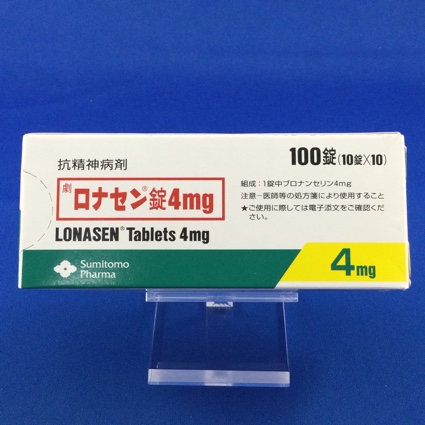 抗精神病剤
100錠(10錠×10)
劇 ロナセン®錠4mg
LONASEN® Tablets 4mg
組成:1錠中ブロナンセリン4mg
注意-医師等の処方箋により使用すること
★ご使用に際しては電子添文をご確認くだ
さい。
Sumitomo
Pharma
4mg